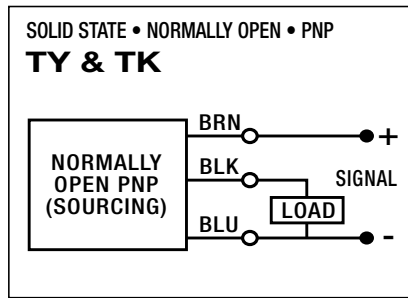 SOLID STATE • NORMALLY OPEN • PNP
TY & TK
NORMALLY
OPEN PNP
(SOURCING)
BRN
+
BLK
SIGNAL
LOAD
BLU
-